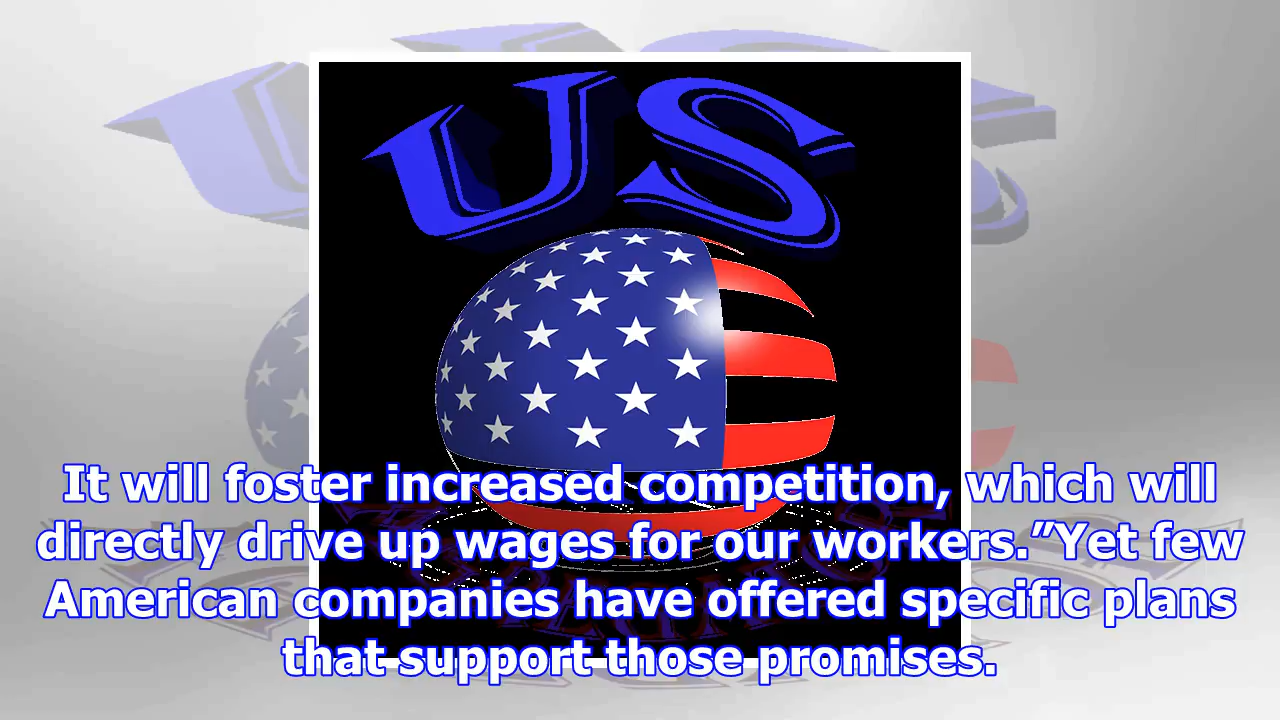 US
It will foster increased competition, which will
directly drive up wages for our workers.”Yet few
American companies have offered specific plans
that support those promises.